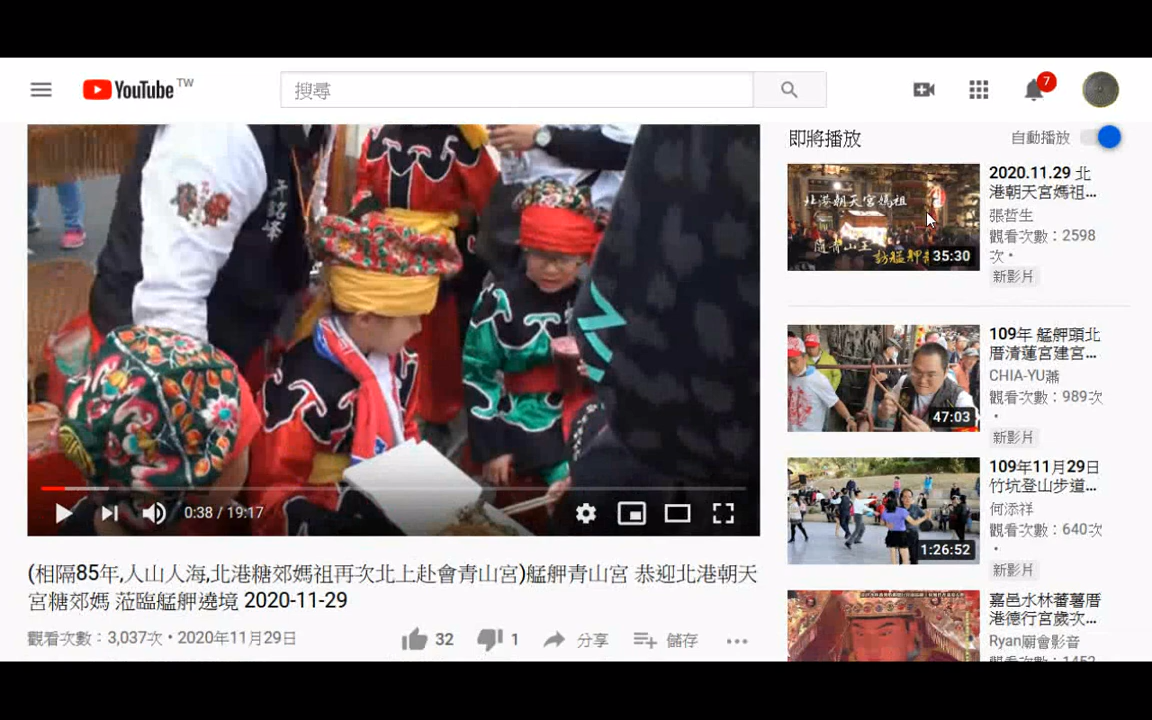 YouTube TW
搜尋
7
許銘峰
0:38 / 19:17
(相隔85年,人山人海,北港糖郊媽祖再次北上赴會青山宮)艋舺青山宮 恭迎北港朝天
宮糖郊媽 蒞臨艋舺遶境 2020-11-29
觀看次數：3,037次 • 2020年11月29日
32
1
分享
儲存
即將播放
自動播放
北港朝天宮媽祖
35:30
2020.11.29 北
港朝天宮媽祖...
張哲生
觀看次數：2598
次 •
新影片
47:03
109年 艋舺頭北
厝清蓮宮建宮...
CHIA-YU蕭
觀看次數：989次
•
新影片
1:26:52
109年11月29日
竹坑登山步道...
何添祥
觀看次數：640次
•
新影片
嘉邑水林蕃薯厝
港德行宮歲次...
Ryan廟會影音